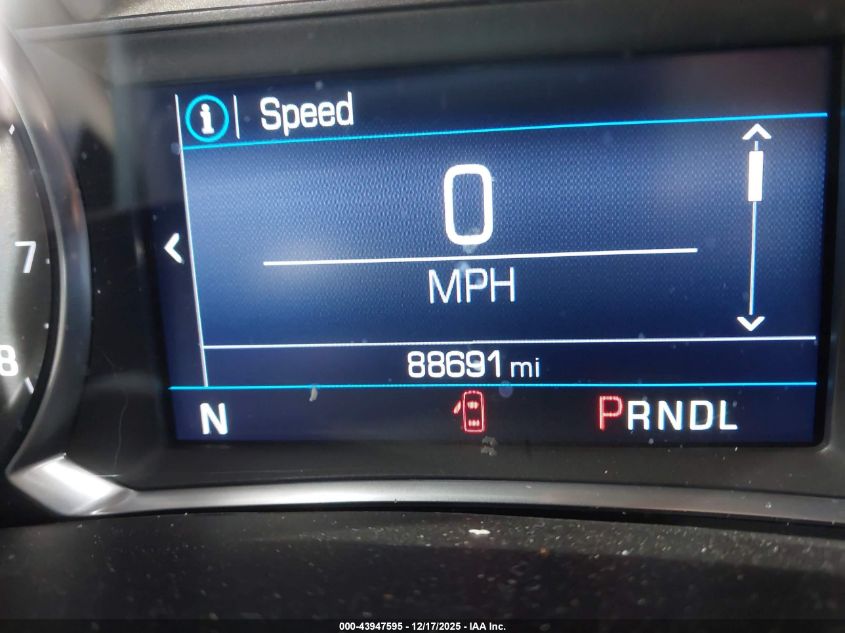 Speed
0
MPH
7
8
88691 mi
N
PRNDL
000-43947595 - 12/17/2025 - IAA Inc.